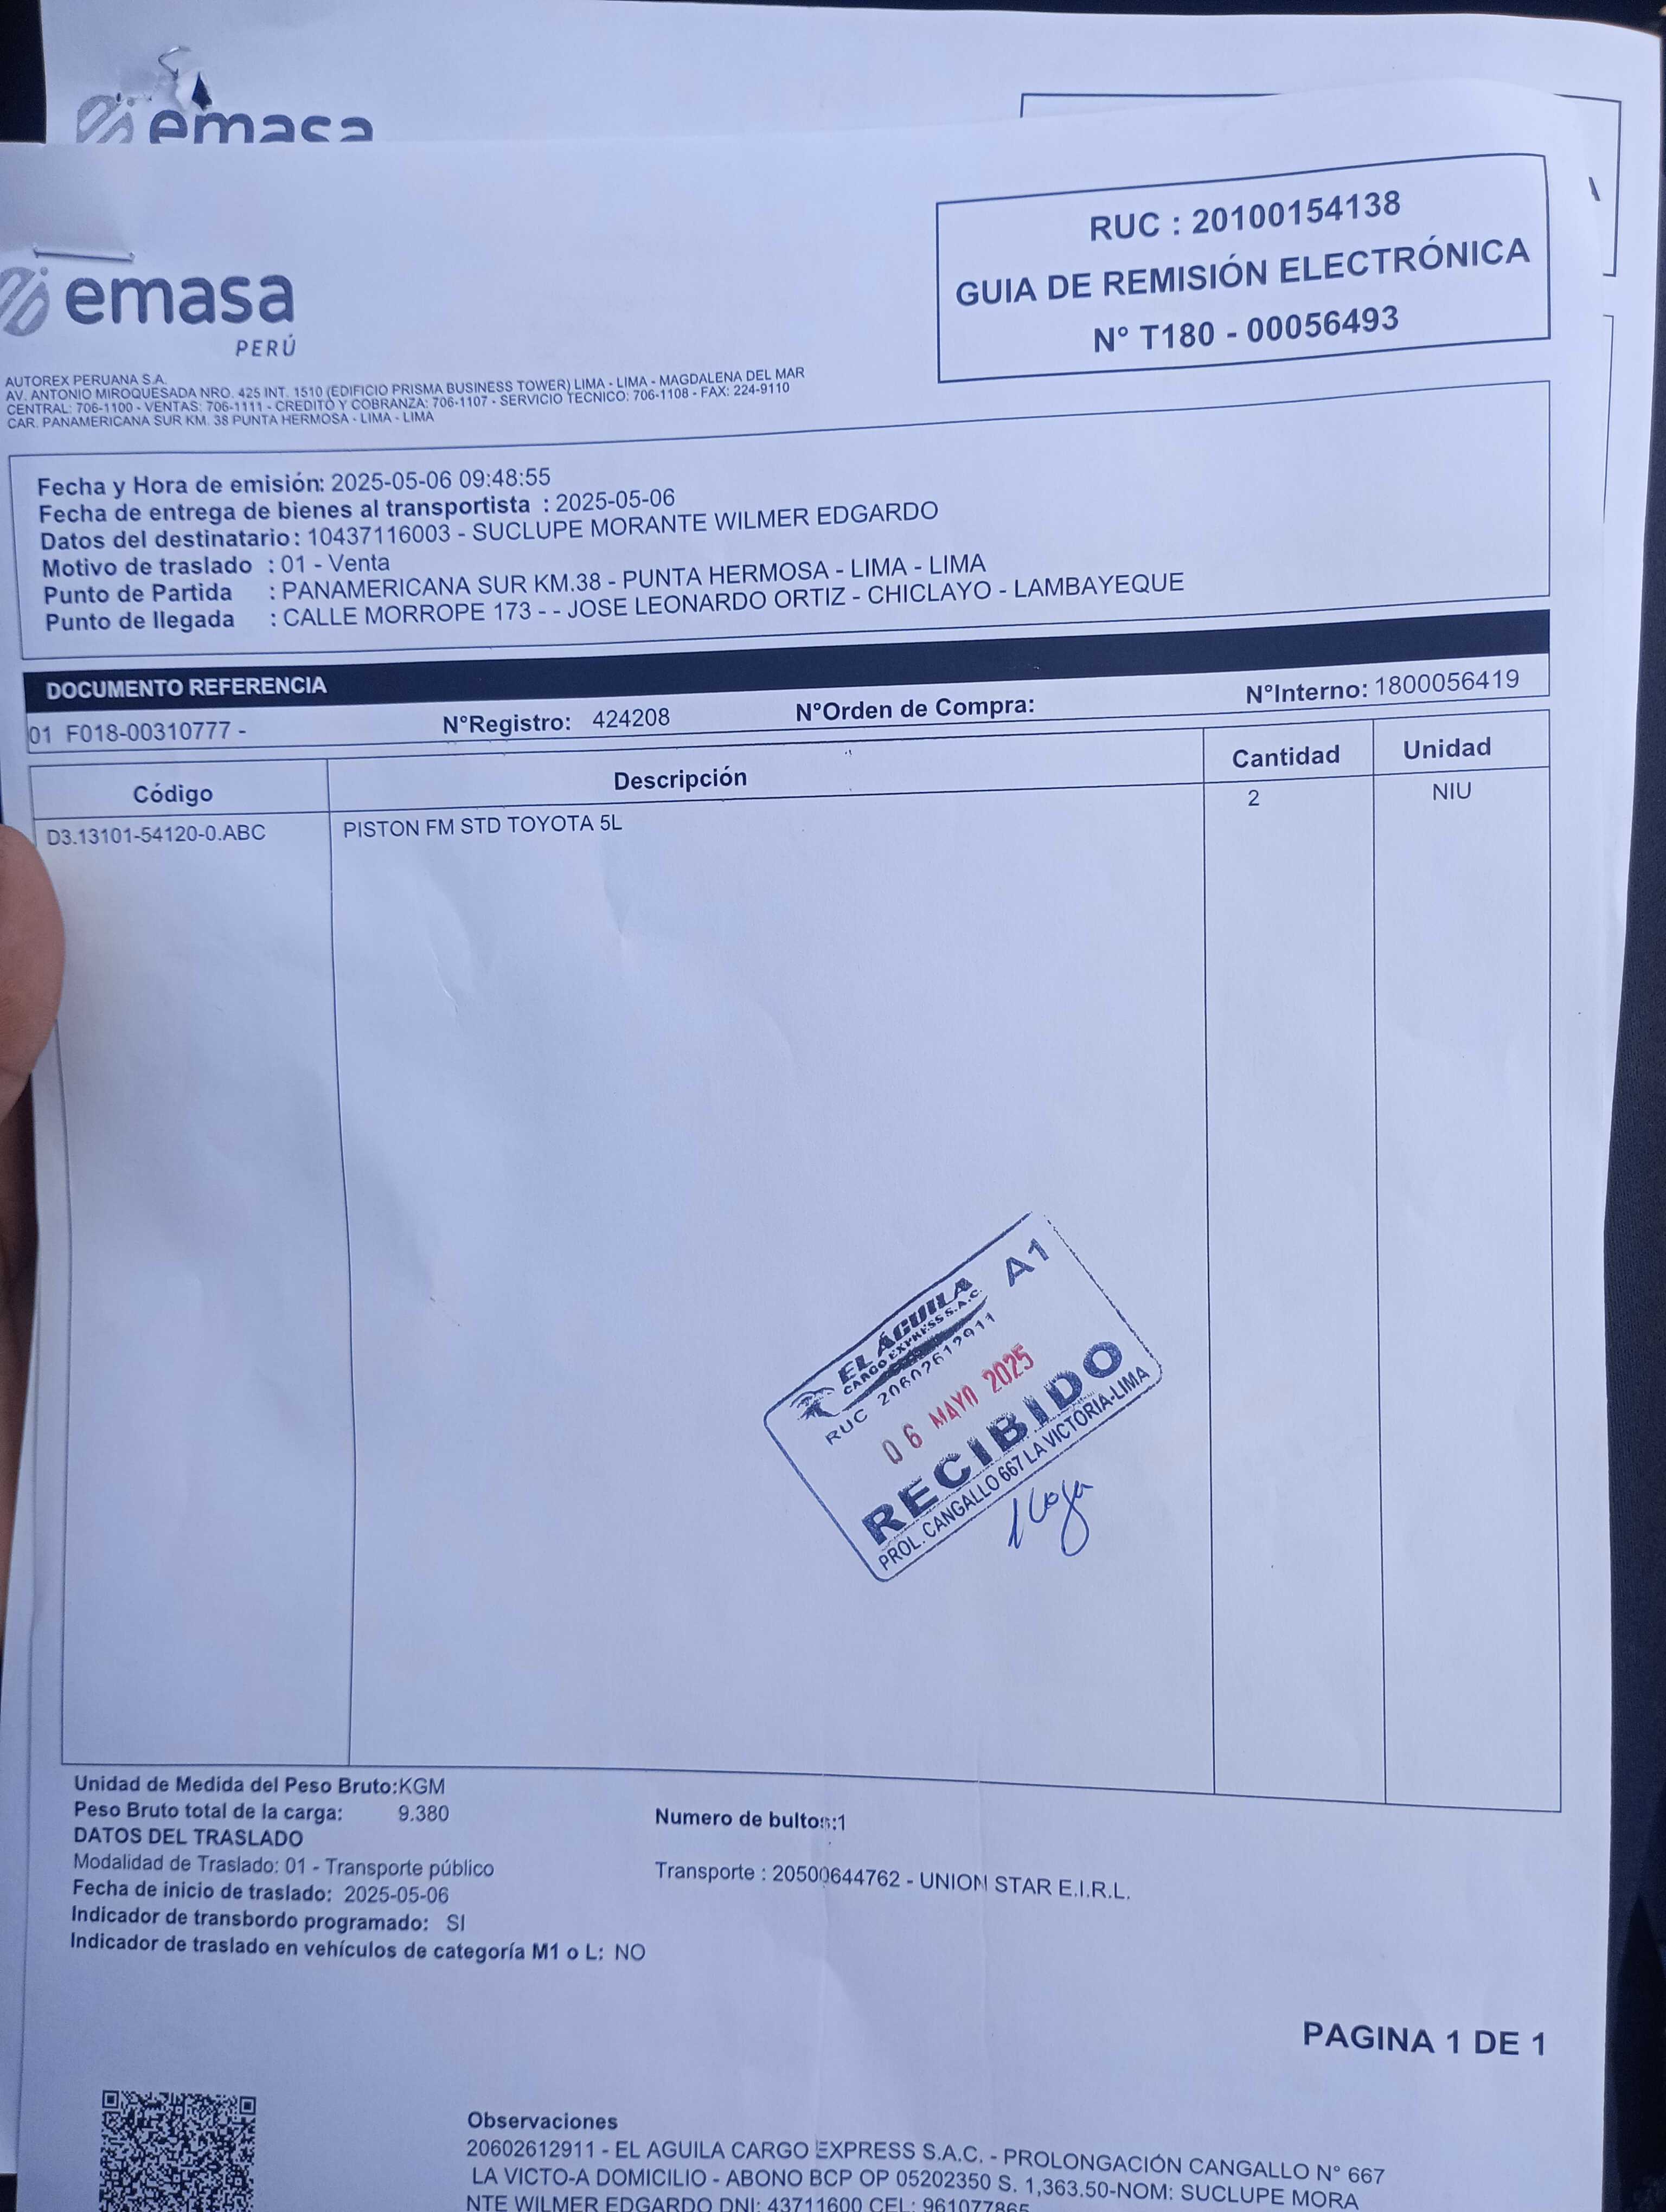 emasa
RUC : 20100154138
GUIA DE REMISIÓN ELECTRÓNICA
N° T180 - 00056493
emasa
PERÚ
AUTOREX PERUANA S.A.
AV. ANTONIO MIROQUESADA NRO. 425 INT. 1510 (EDIFICIO PRISMA BUSINESS TOWER) LIMA - LIMA - MAGDALENA DEL MAR
CENTRAL: 706-1100 - VENTAS: 706-1111 - CREDITO Y COBRANZA: 706-1107 - SERVICIO TECNICO: 706-1108 - FAX: 224-9110
CAR. PANAMERICANA SUR KM. 38 PUNTA HERMOSA - LIMA - LIMA
Fecha y Hora de emisión: 2025-05-06 09:48:55
Fecha de entrega de bienes al transportista : 2025-05-06
Datos del destinatario : 10437116003 - SUCLUPE MORANTE WILMER EDGARDO
Motivo de traslado : 01 - Venta
Punto de Partida : PANAMERICANA SUR KM.38 - PUNTA HERMOSA - LIMA - LIMA
Punto de llegada : CALLE MORROPE 173 - - JOSE LEONARDO ORTIZ - CHICLAYO - LAMBAYEQUE
DOCUMENTO REFERENCIA
01 F018-00310777 - N°Registro: 424208 N°Orden de Compra: N°Interno: 1800056419
Código Descripción Cantidad Unidad
D3.13101-54120-0.ABC PISTON FM STD TOYOTA 5L 2 NIU
EL ÁGUILA A1
CARGO EXPRESS S.A.C.
RUC 20602612911
06 MAYO 2025
RECIBIDO
PROL. CANGALLO 667 LA VICTORIA-LIMA
Unidad de Medida del Peso Bruto:KGM
Peso Bruto total de la carga: 9.380 Numero de bultos:1
DATOS DEL TRASLADO
Modalidad de Traslado: 01 - Transporte público Transporte : 20500644762 - UNION STAR E.I.R.L.
Fecha de inicio de traslado: 2025-05-06
Indicador de transbordo programado: SI
Indicador de traslado en vehículos de categoría M1 o L: NO
PAGINA 1 DE 1
Observaciones
20602612911 - EL AGUILA CARGO EXPRESS S.A.C. - PROLONGACIÓN CANGALLO N° 667
LA VICTO-A DOMICILIO - ABONO BCP OP 05202350 S. 1,363.50-NOM: SUCLUPE MORA
NTE WILMER EDGARDO DNI: 43711600 CEL: 961077865